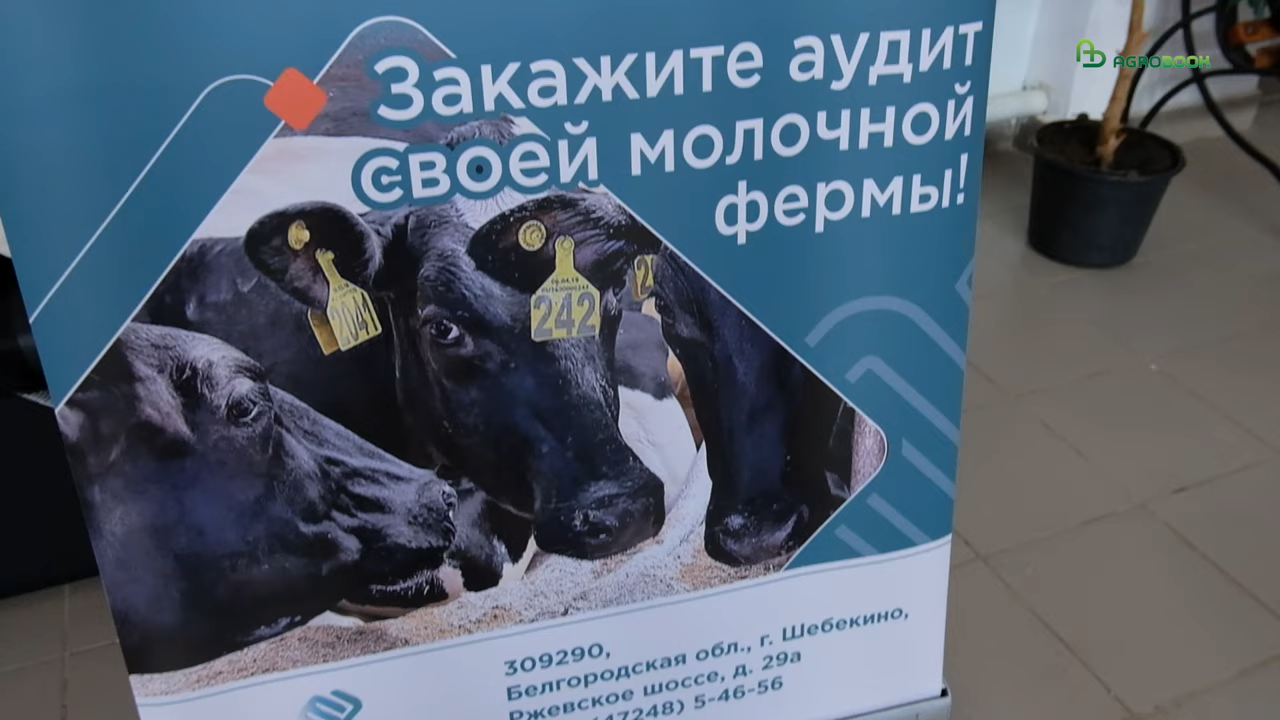 Закажите аудит
своей молочной
фермы!
AGROBOOK
2041
242
309290,
Белгородская обл., г. Шебекино,
Ржевское шоссе, д. 29а
(47248) 5-46-56